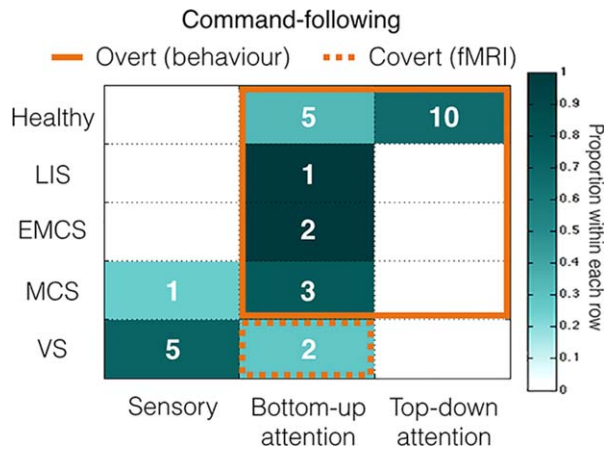 Command-following
Overt (behaviour) Covert (fMRI)
Healthy 5 10
LIS 1
EMCS 2
MCS 1 3
VS 5 2
Sensory Bottom-up attention Top-down attention
1
0.9
0.8
0.7
0.6
0.5
0.4
0.3
0.2
0.1
0
Proportion within each row